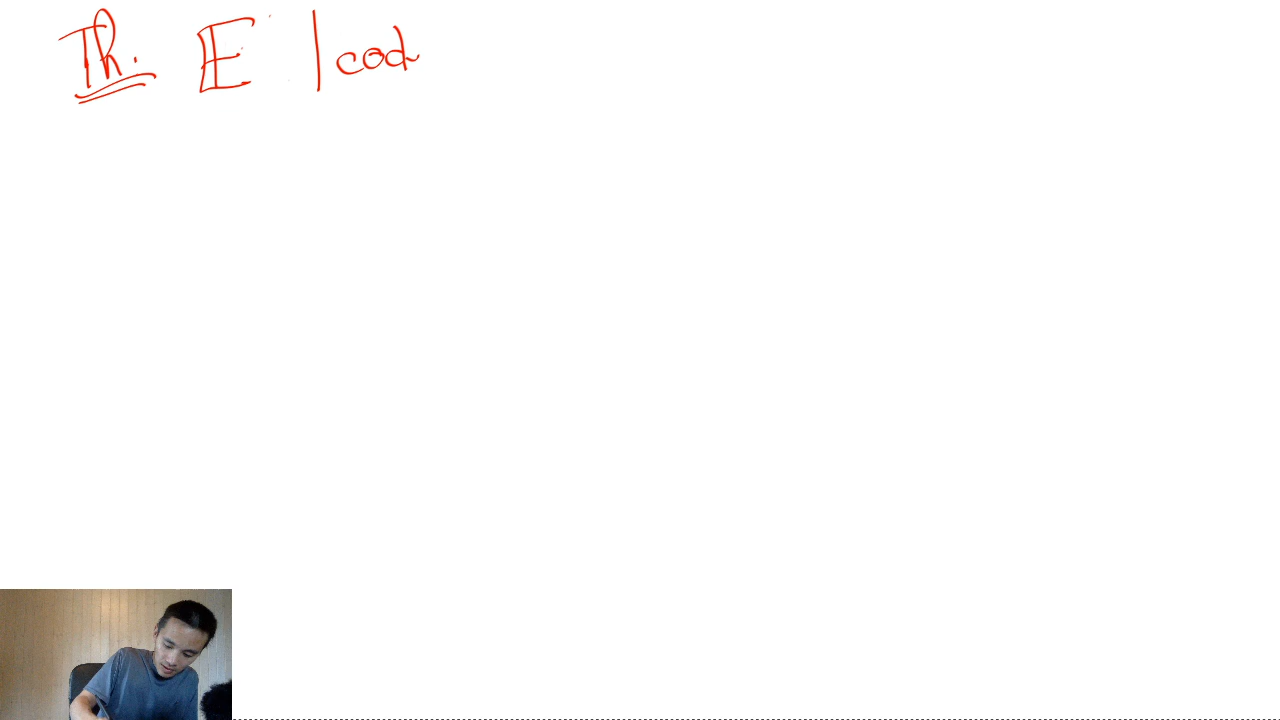 Th. 𝔼 | cod